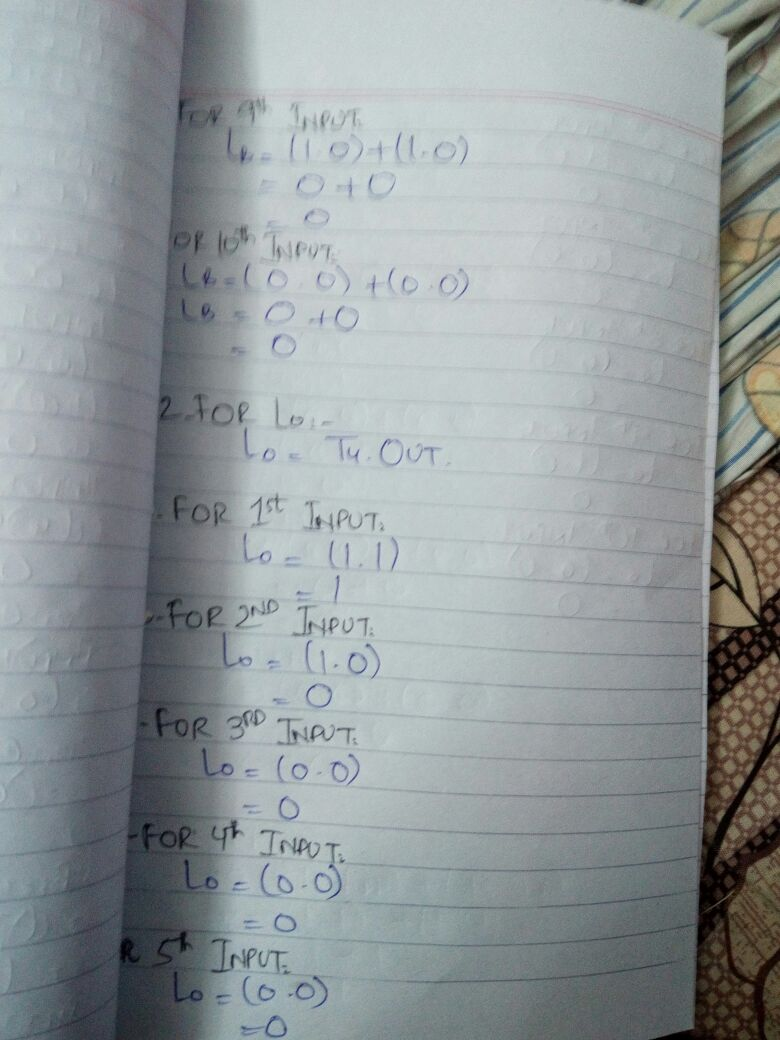 FOR 9th INPUT:
LB = (1.0)+(1.0)
= 0+0
= 0
OR 10th INPUT:
LB = (0.0)+(0.0)
LB = 0+0
= 0
2. FOR LO:-
LO = T4.OUT.
- FOR 1st INPUT:
LO = (1.1)
= 1
- FOR 2ND INPUT:
LO = (1.0)
= 0
- FOR 3RD INPUT:
LO = (0.0)
= 0
- FOR 4th INPUT:
LO = (0.0)
= 0
R 5th INPUT:
LO = (0.0)
= 0